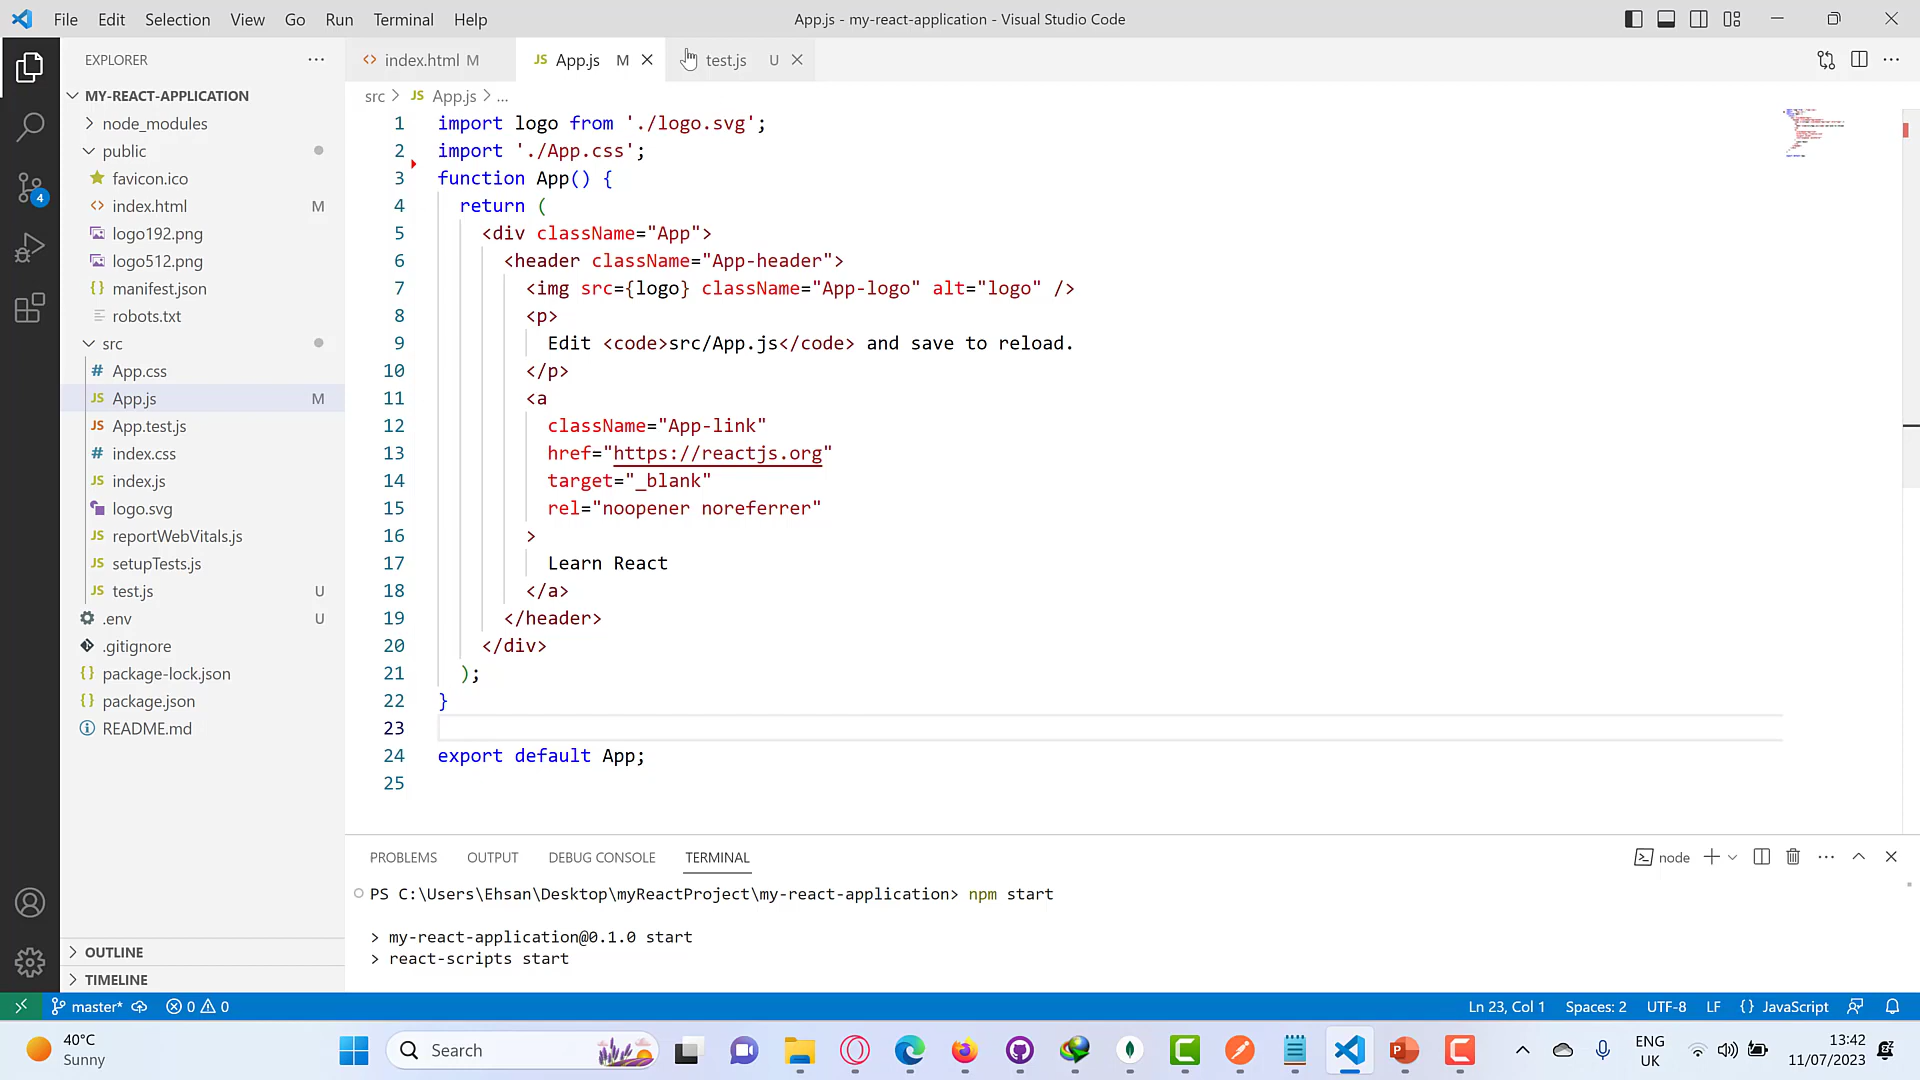 File Edit Selection View Go Run Terminal Help
App.js - my-react-application - Visual Studio Code
EXPLORER
MY-REACT-APPLICATION
node_modules
public
favicon.ico
index.html M
logo192.png
logo512.png
manifest.json
robots.txt
src
App.css
App.js M
App.test.js
index.css
index.js
logo.svg
reportWebVitals.js
setupTests.js
test.js U
.env U
.gitignore
package-lock.json
package.json
README.md
OUTLINE
TIMELINE
4
index.html M
JS App.js M
test.js U
src > JS App.js > ...
1 import logo from './logo.svg';
2 import './App.css';
3 function App() {
4 return (
5 <div className="App">
6 <header className="App-header">
7 <img src={logo} className="App-logo" alt="logo" />
8 <p>
9 Edit <code>src/App.js</code> and save to reload.
10 </p>
11 <a
12 className="App-link"
13 href="https://reactjs.org"
14 target="_blank"
15 rel="noopener noreferrer"
16 >
17 Learn React
18 </a>
19 </header>
20 </div>
21 );
22 }
23
24 export default App;
25
PROBLEMS OUTPUT DEBUG CONSOLE TERMINAL
node
PS C:\Users\Ehsan\Desktop\myReactProject\my-react-application> npm start
> my-react-application@0.1.0 start
> react-scripts start
master* 0 0
Ln 23, Col 1 Spaces: 2 UTF-8 LF {} JavaScript
40°C
Sunny
Search
ENG
UK
13:42
11/07/2023